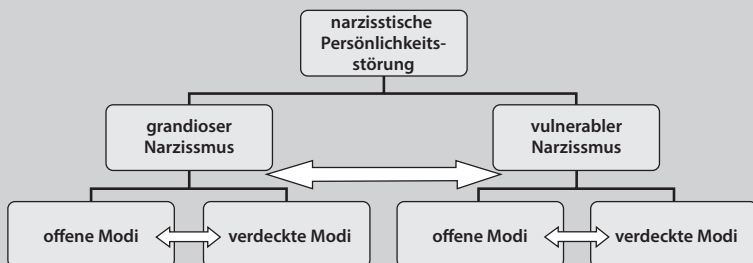 narzisstische
Persönlichkeits-
störung
grandioser
Narzissmus
vulnerabler
Narzissmus
offene Modi
verdeckte Modi
offene Modi
verdeckte Modi